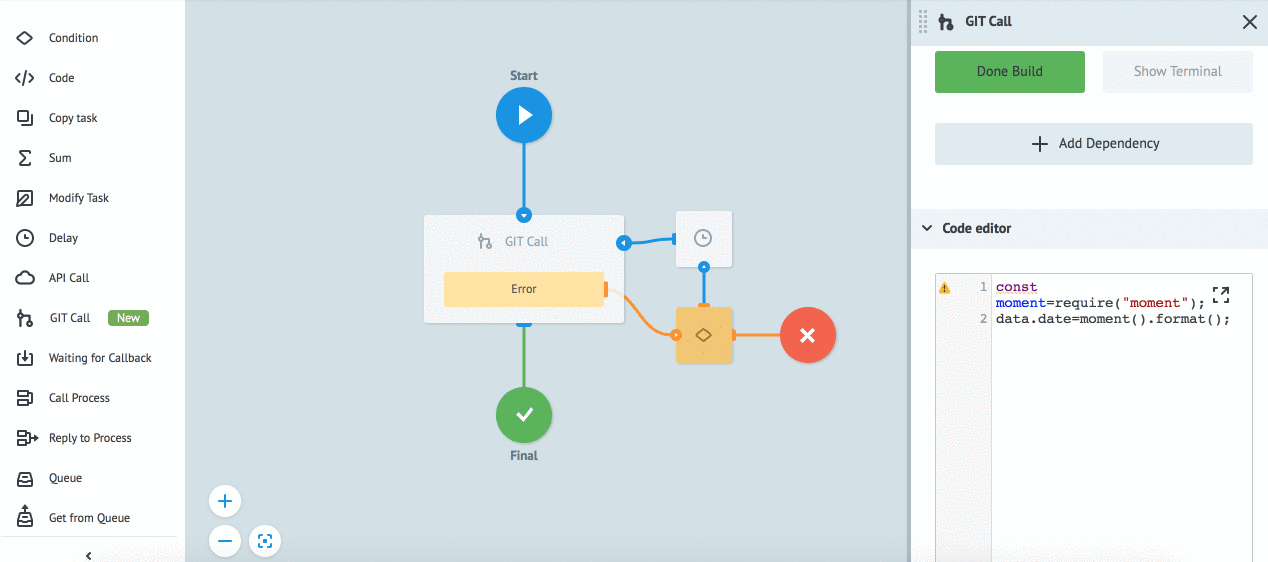 Condition
Code
Copy task
Sum
Modify Task
Delay
API Call
GIT Call New
Waiting for Callback
Call Process
Reply to Process
Queue
Get from Queue
Start
GIT Call
Error
Final
GIT Call
Done Build
Show Terminal
Add Dependency
Code editor
1 const
moment=require("moment");
2 data.date=moment().format();